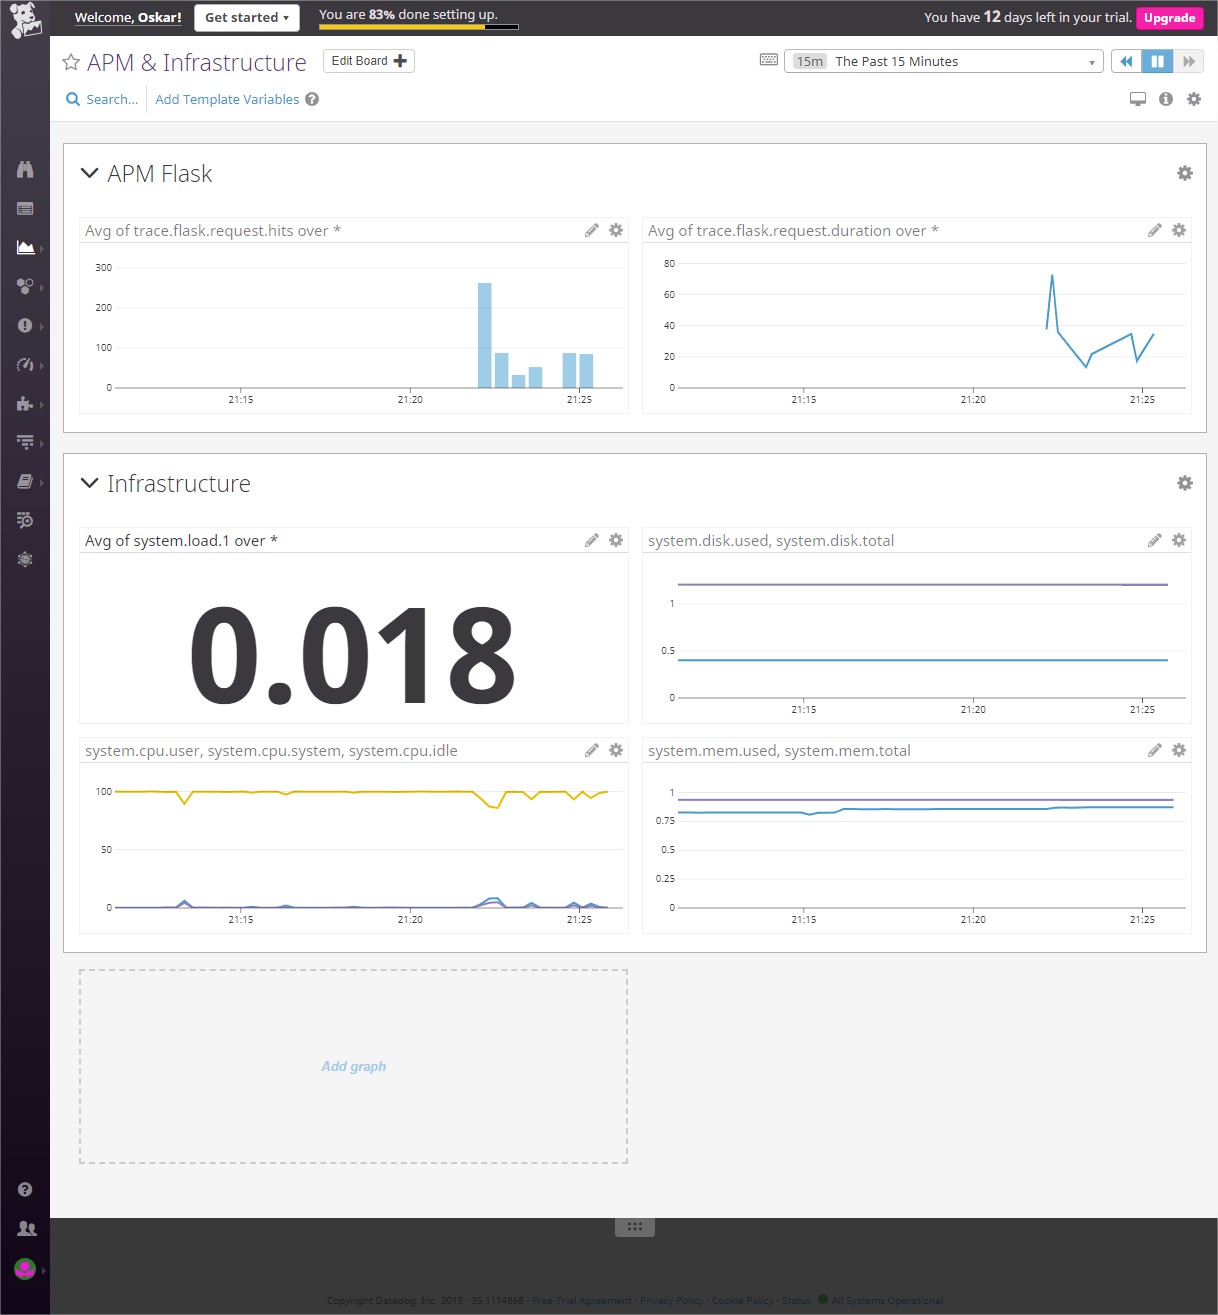 Welcome, Oskar!
Get started ▾
You are 83% done setting up.
You have 12 days left in your trial.
Upgrade
APM & Infrastructure
Edit Board
15m The Past 15 Minutes
Search...
Add Template Variables
APM Flask
Avg of trace.flask.request.hits over *
300
200
100
0
21:15
21:20
21:25
Avg of trace.flask.request.duration over *
80
60
40
20
0
21:15
21:20
21:25
Infrastructure
Avg of system.load.1 over *
0.018
system.disk.used, system.disk.total
1
0.5
0
21:15
21:20
21:25
system.cpu.user, system.cpu.system, system.cpu.idle
100
50
0
21:15
21:20
21:25
system.mem.used, system.mem.total
1
0.75
0.5
0.25
0
21:15
21:20
21:25
Add graph
Copyright Datadog, Inc. 2019 - 35.1114868 - Free-Trial Agreement - Privacy Policy - Cookie Policy - Status All Systems Operational